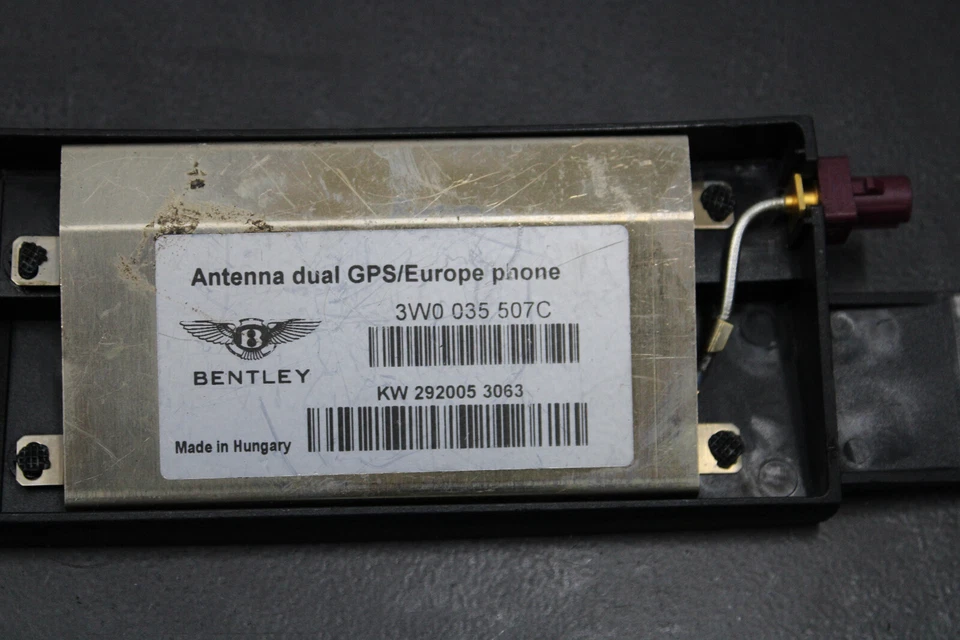 Antenna dual GPS/Europe phone
3W0 035 507C
B
BENTLEY
KW 292005 3063
Made in Hungary